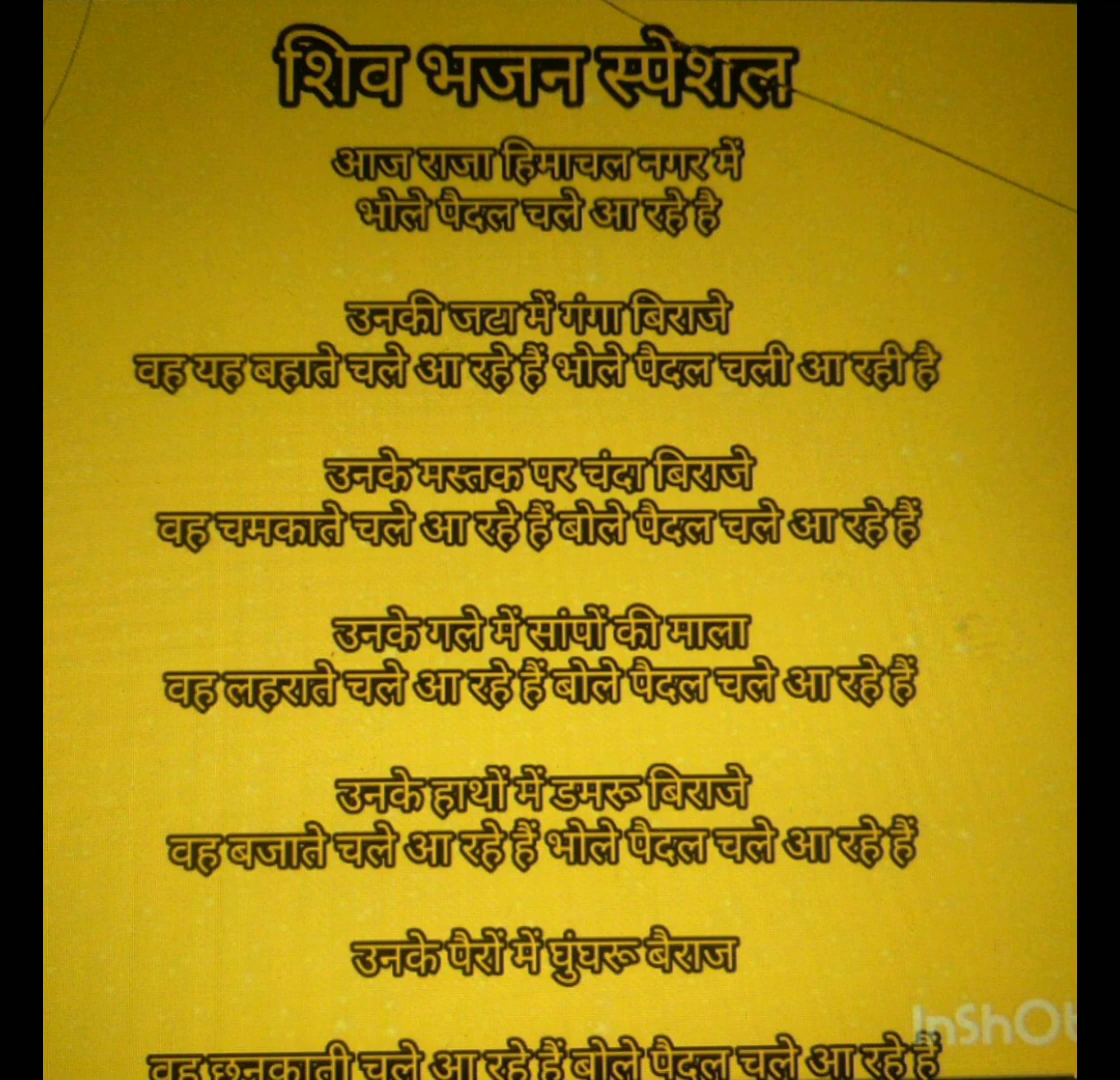 शिव भजन स्पेशल
आज राजा हिमाचल नगर में
भोले पैदल चले आ रहे है
उनकी जटा में गंगा बिराजे
वह यह बहाते चले आ रहे हैं भोले पैदल चली आ रही है
उनके मस्तक पर चंदा बिराजे
वह चमकाते चले आ रहे हैं बोले पैदल चले आ रहे हैं
उनके गले में सांपों की माला
वह लहराते चले आ रहे हैं बोले पैदल चले आ रहे हैं
उनके हाथों में डमरू बिराजे
वह बजाते चले आ रहे हैं भोले पैदल चले आ रहे हैं
उनके पैरों में घुंघरू बैराज
InShOt
वह छनकाती चले आ रहे हैं बोले पैदल चले आ रहे हैं